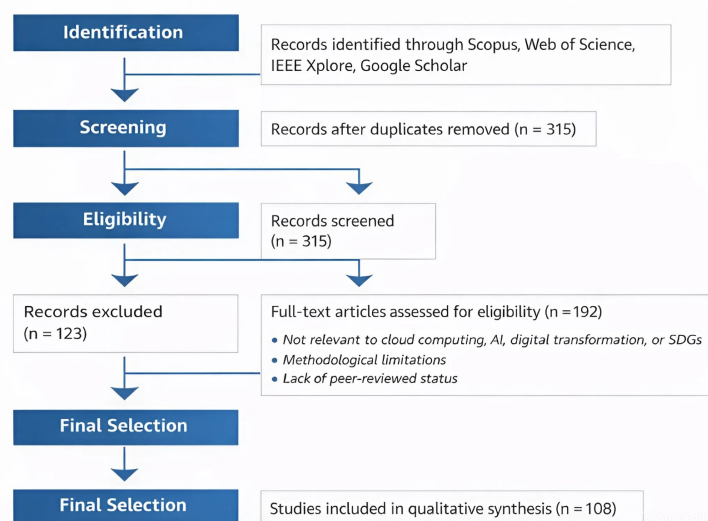 Identification
Records identified through Scopus, Web of Science,
IEEE Xplore, Google Scholar
Screening
Records after duplicates removed (n = 315)
Eligibility
Records screened
(n = 315)
Records excluded
(n = 123)
Full-text articles assessed for eligibility (n = 192)
• Not relevant to cloud computing, AI, digital transformation, or SDGs
• Methodological limitations
• Lack of peer-reviewed status
Final Selection
Final Selection
Studies included in qualitative synthesis (n = 108)